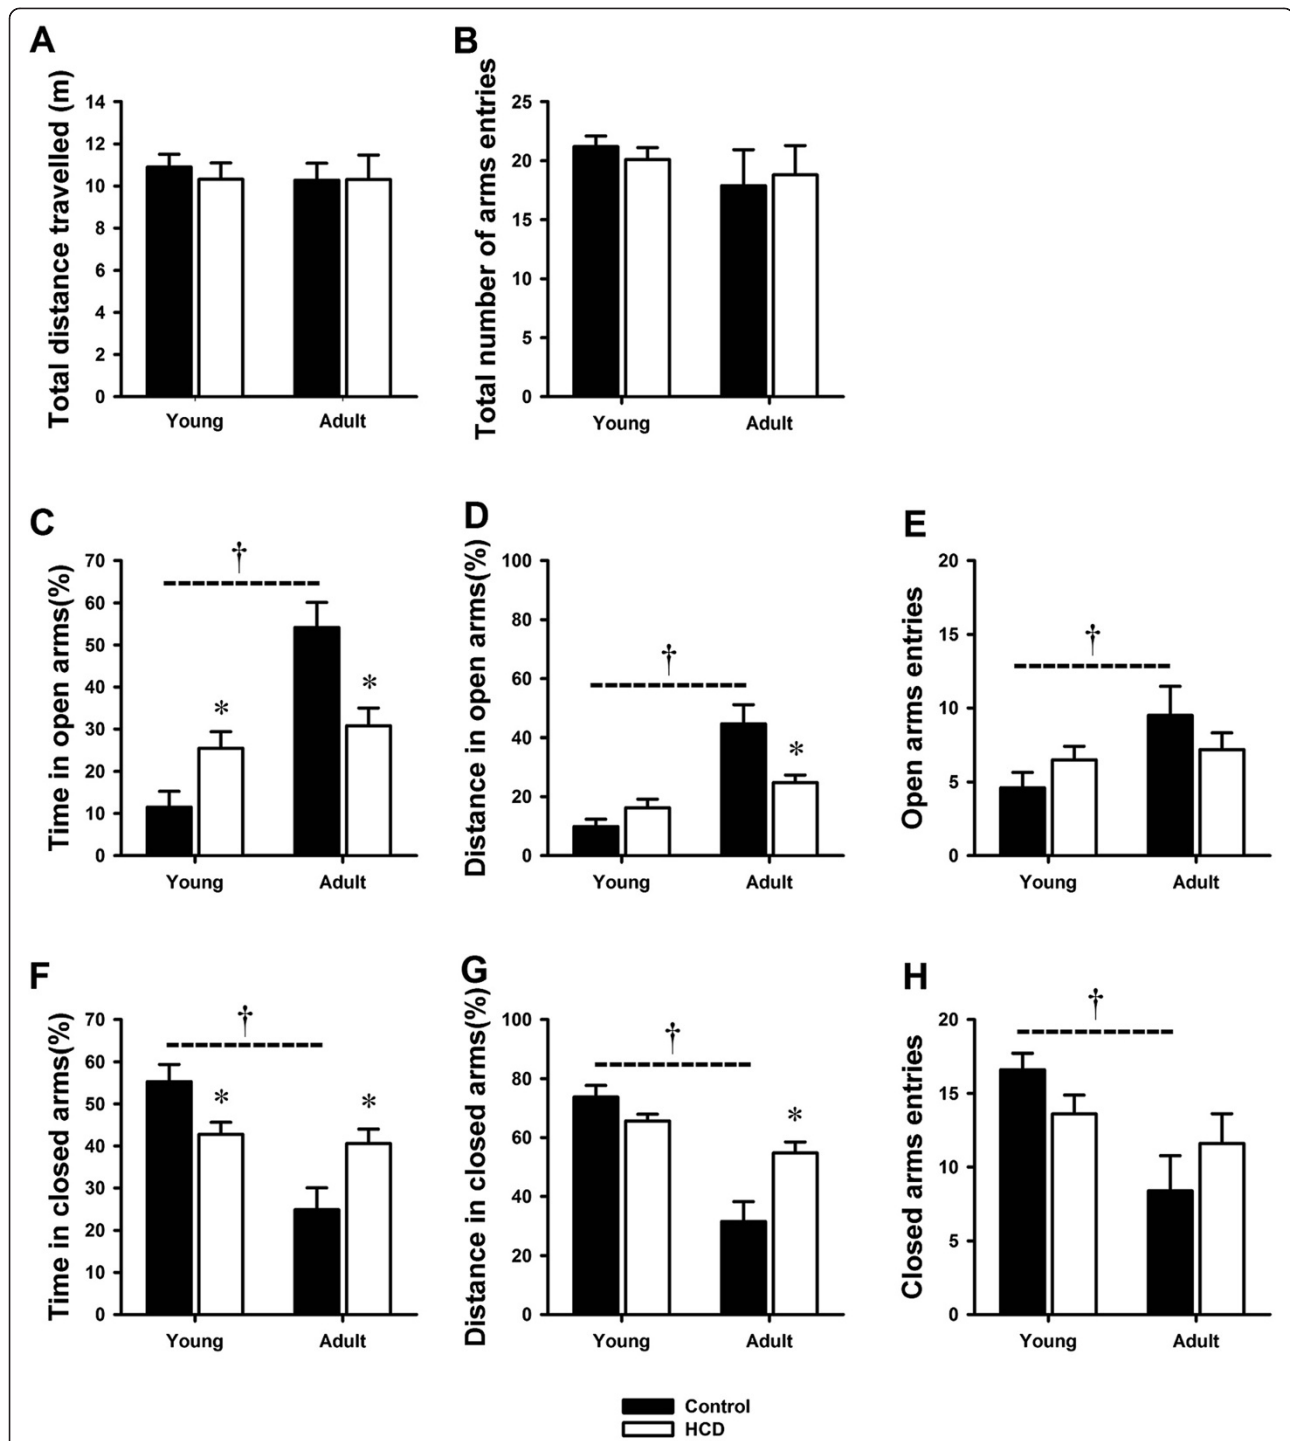 A
Total distance travelled (m)
14
12
10
8
6
4
2
0
Young Adult
B
Total number of arms entries
25
20
15
10
5
0
Young Adult
C
Time in open arms(%)
70
60
50
40
30
20
10
0
†
*
*
Young Adult
D
Distance in open arms(%)
100
80
60
40
20
0
†
*
Young Adult
E
Open arms entries
20
15
10
5
0
†
Young Adult
F
Time in closed arms(%)
70
60
50
40
30
20
10
0
†
*
*
Young Adult
G
Distance in closed arms(%)
100
80
60
40
20
0
†
*
Young Adult
H
Closed arms entries
20
15
10
5
0
†
Young Adult
Control
HCD